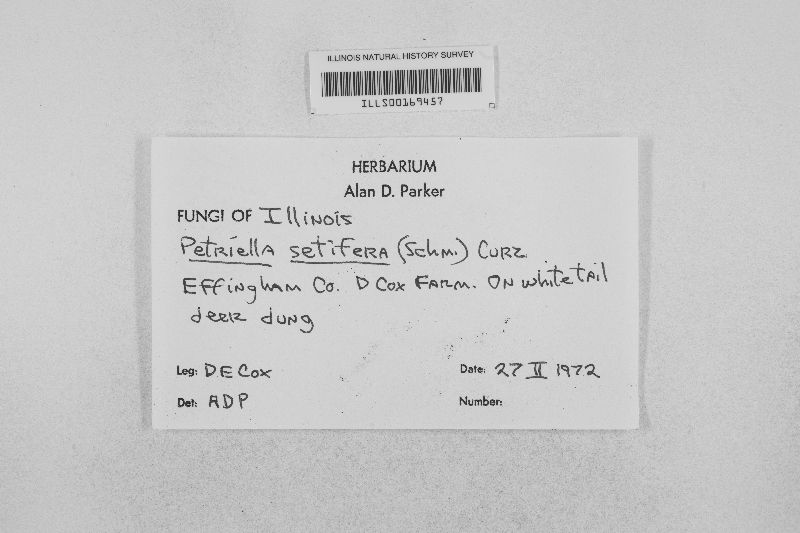 ILLINOIS NATURAL HISTORY SURVEY
ILLS00169457
HERBARIUM
Alan D. Parker
FUNGI OF Illinois
Petriella setifera (Schm.) Curz
Effingham Co. D Cox Farm. On whitetail
deer dung
Leg: DE Cox
Date: 27 II 1972
Det: ADP
Number: